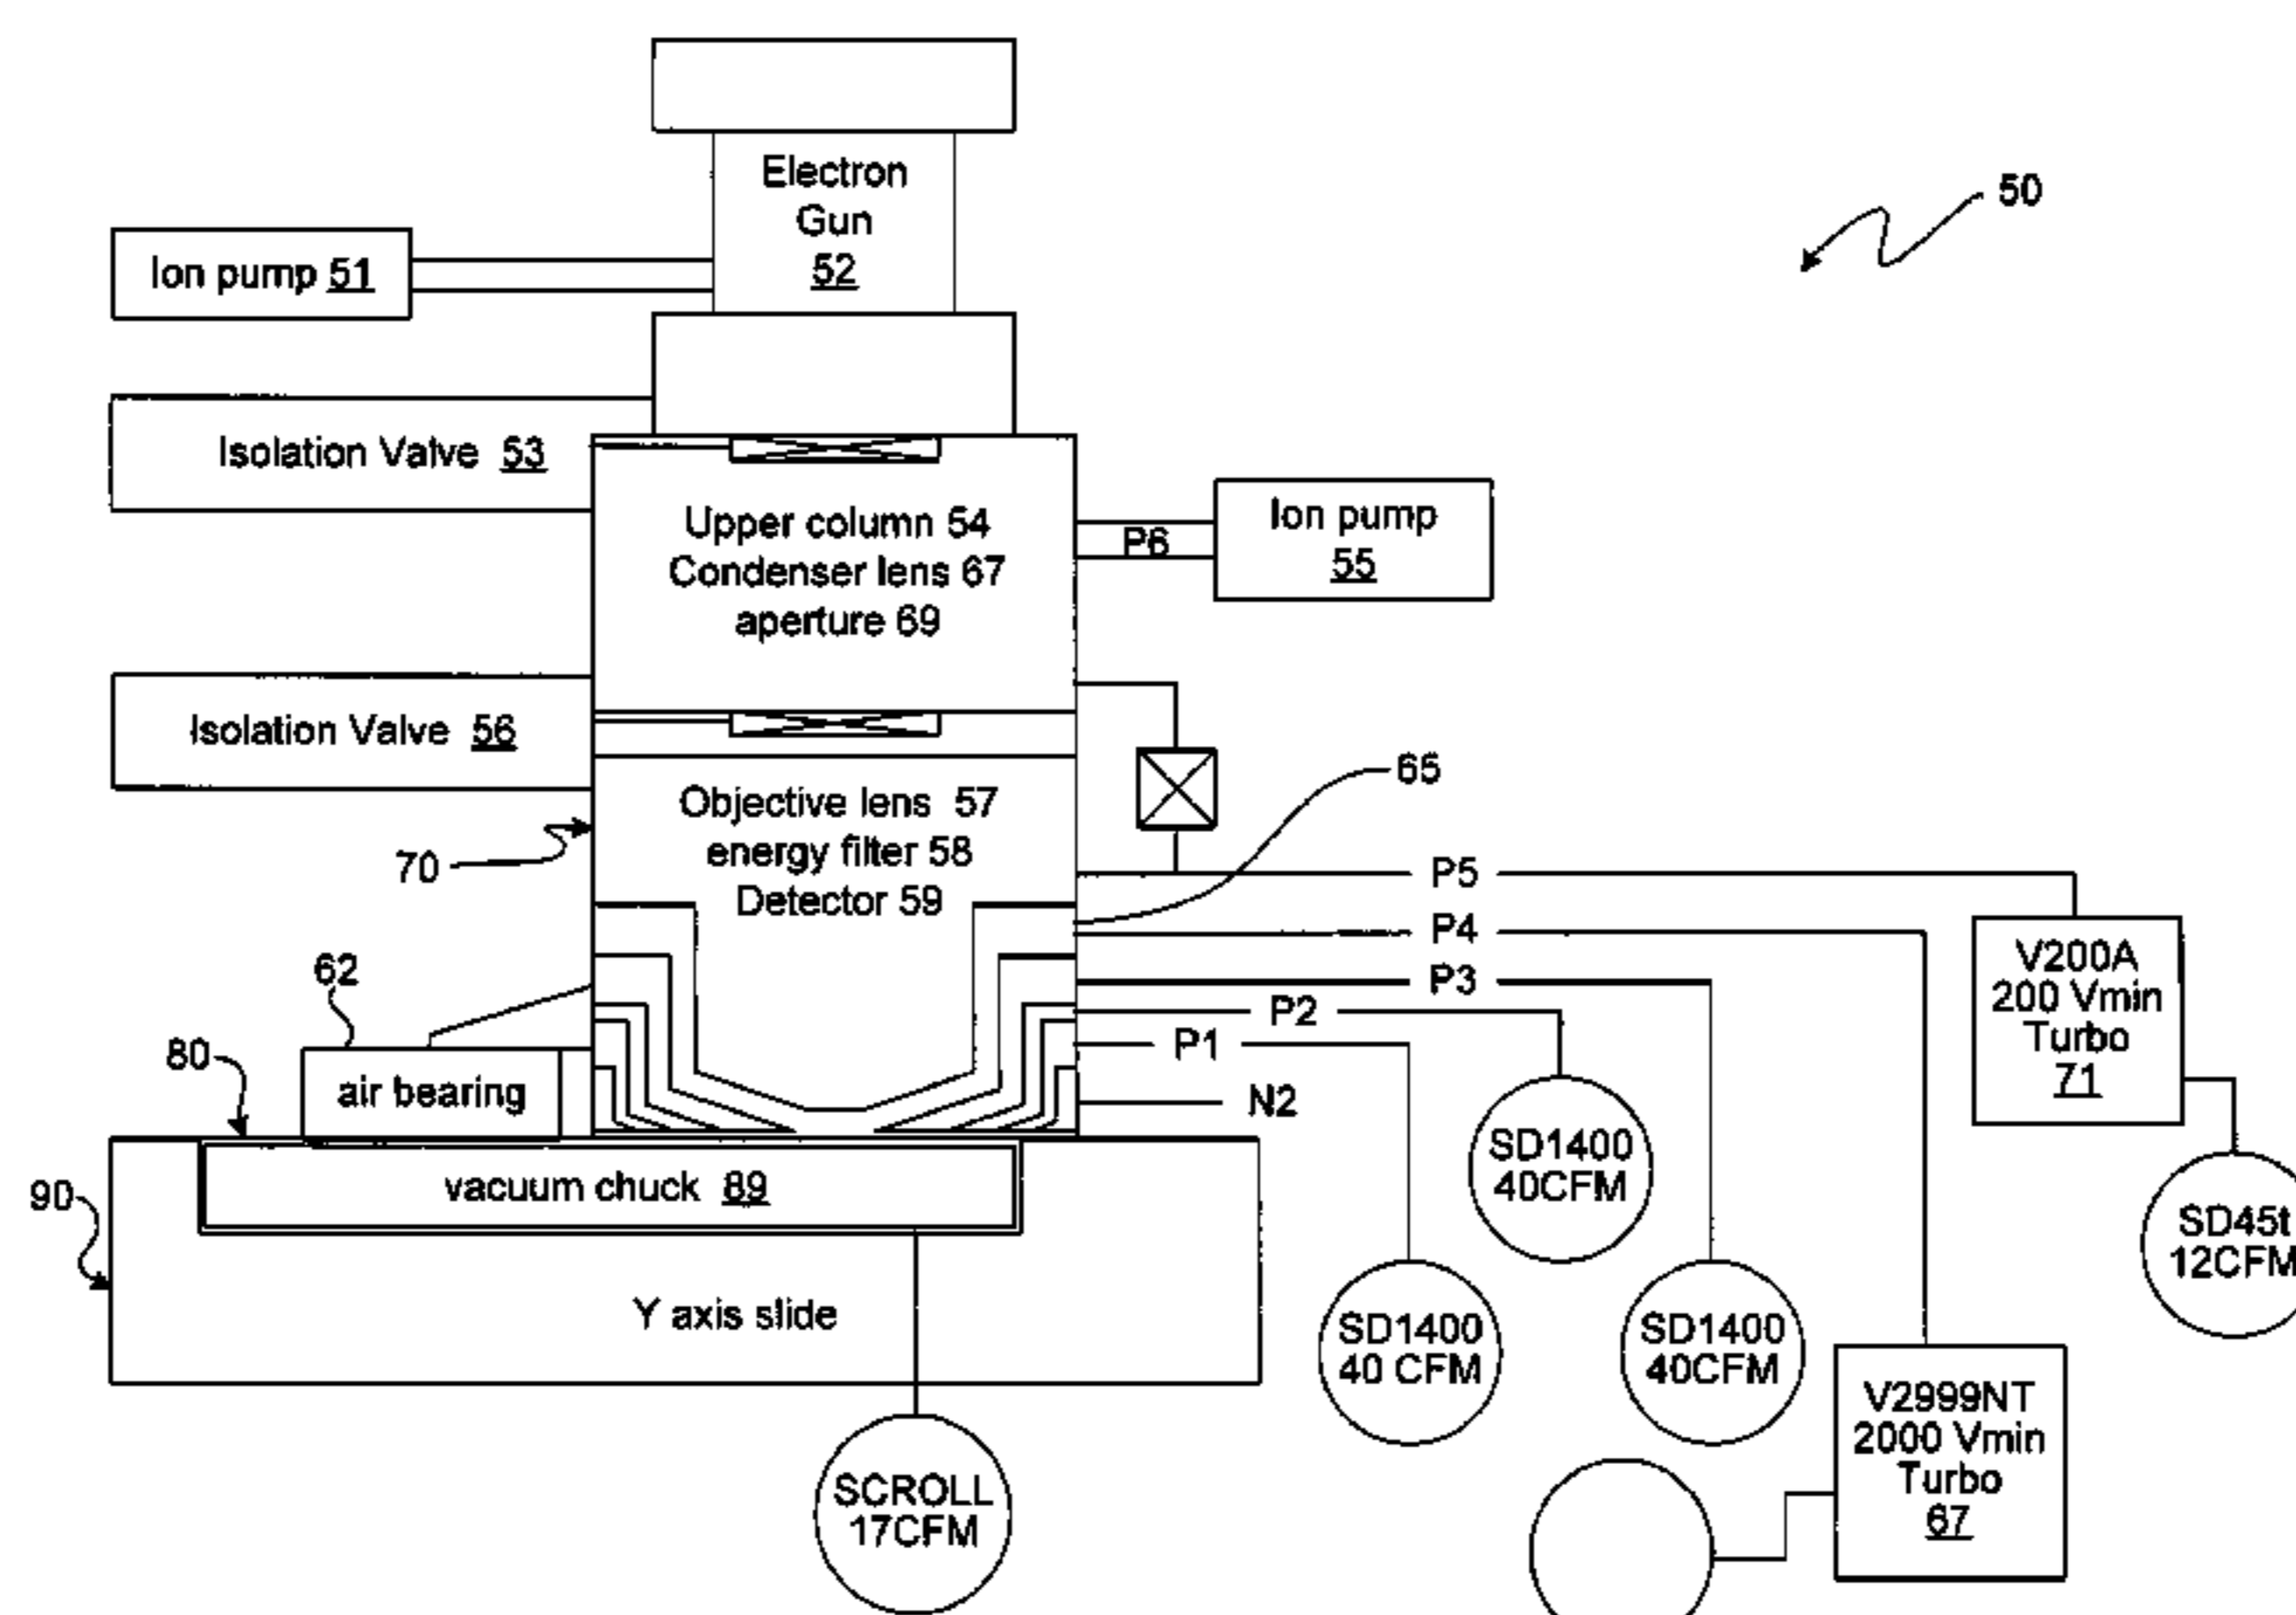 Electron
Gun
52
50
Ion pump 51
Isolation Valve 53
Upper column 54
Condenser lens 67
aperture 69
P6
Ion pump
55
Isolation Valve 56
65
Objective lens 57
energy filter 58
Detector 59
70
P5
P4
P3
P2
P1
N2
V200A
200 Vmin
Turbo
71
62
80
air bearing
SD1400
40CFM
vacuum chuck 89
90
SD45t
12CFM
Y axis slide
SD1400
40 CFM
SD1400
40CFM
V2999NT
2000 Vmin
Turbo
67
SCROLL
17CFM